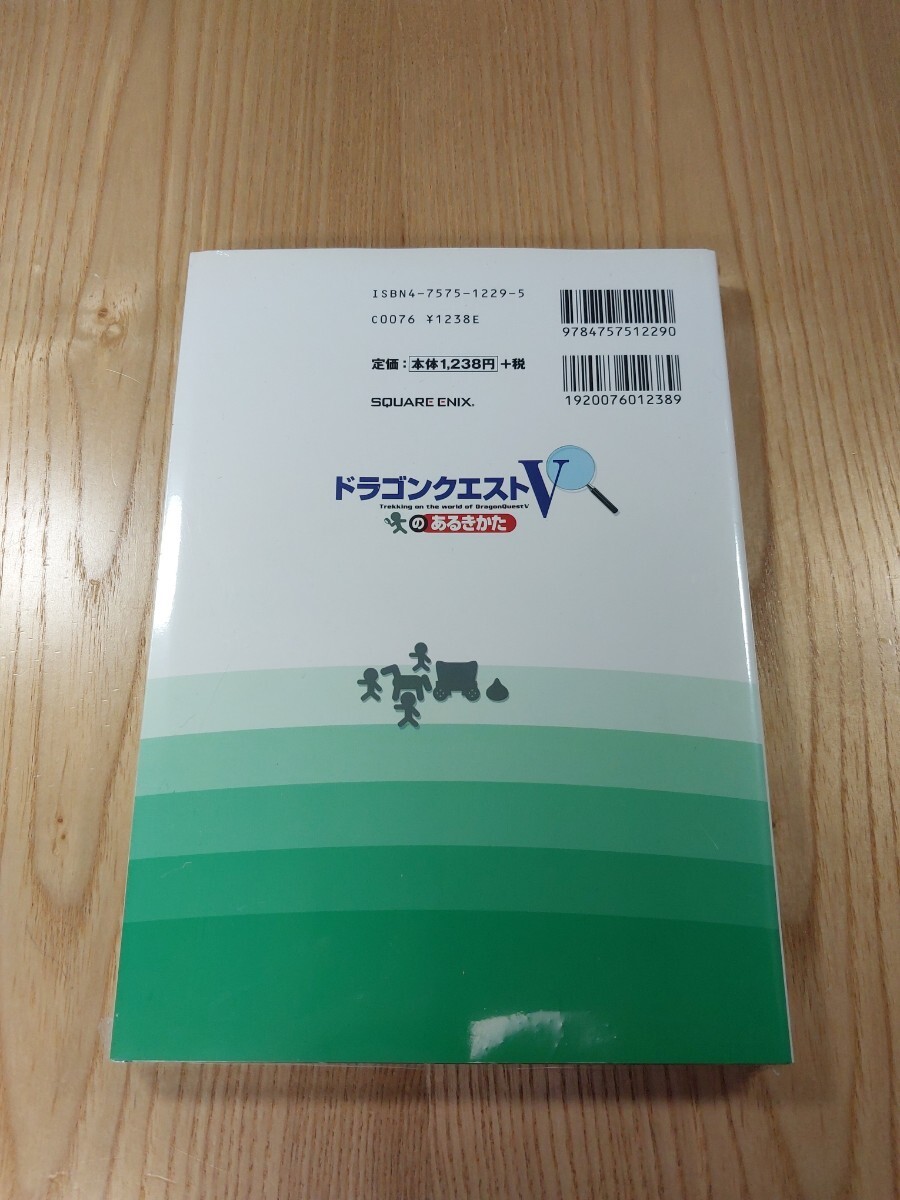 ISBN4-7575-1229-5
C0076 ¥1238E
9784757512290
定価：本体1,238円+税
1920076012389
SQUARE ENIX.
ドラゴンクエストV
Trekking on the world of DragonQuestV
のあるきかた